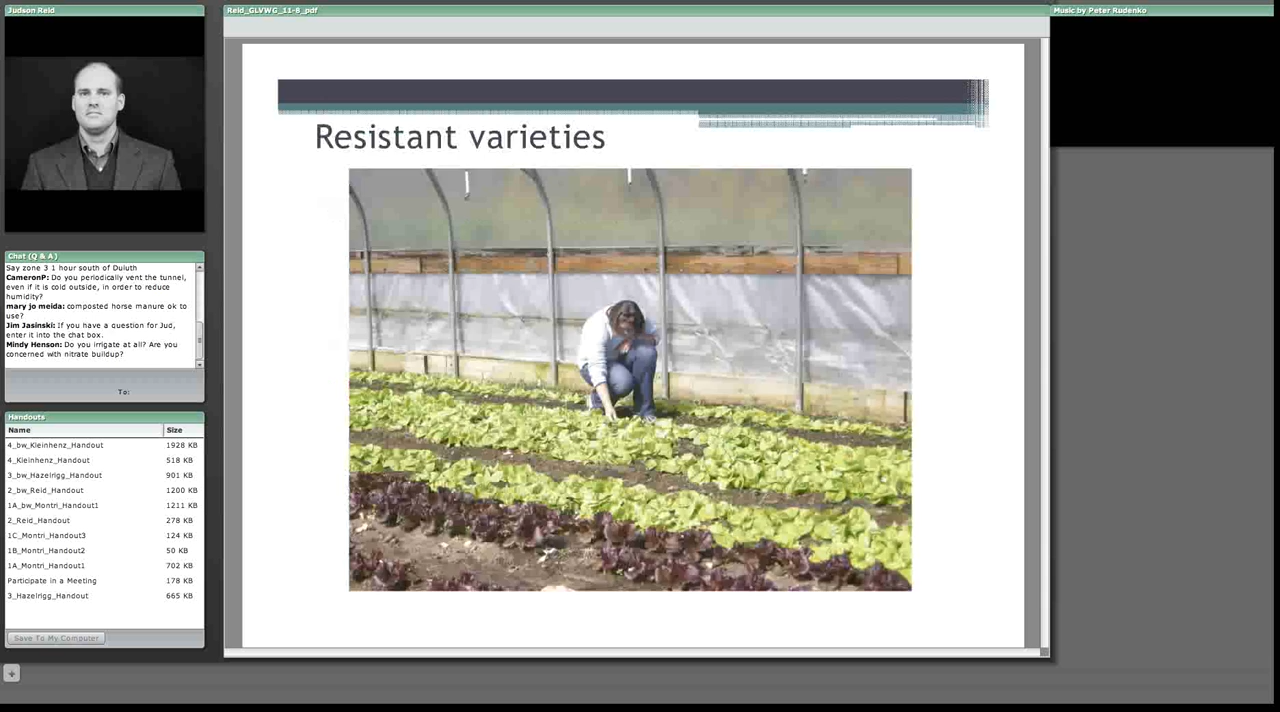 Judson Reid
Reid_GLVWG_11-8_pdf
Music by Peter Rudenko
Resistant varieties
Chat (Q & A)
Say zone 3 1 hour south of Duluth
CameronP: Do you periodically vent the tunnel,
even if it is cold outside, in order to reduce
humidity?
mary jo meida: composted horse manure ok to
use?
Jim Jasinski: If you have a question for Jud,
enter it into the chat box.
Mindy Henson: Do you irrigate at all? Are you
concerned with nitrate buildup?
To:
Handouts
Name Size
4_bw_Kleinhenz_Handout 1928 KB
4_Kleinhenz_Handout 518 KB
3_bw_Hazelrigg_Handout 901 KB
2_bw_Reid_Handout 1200 KB
1A_bw_Montri_Handout1 1211 KB
2_Reid_Handout 278 KB
1C_Montri_Handout3 124 KB
1B_Montri_Handout2 50 KB
1A_Montri_Handout1 702 KB
Participate in a Meeting 178 KB
3_Hazelrigg_Handout 665 KB
Save To My Computer